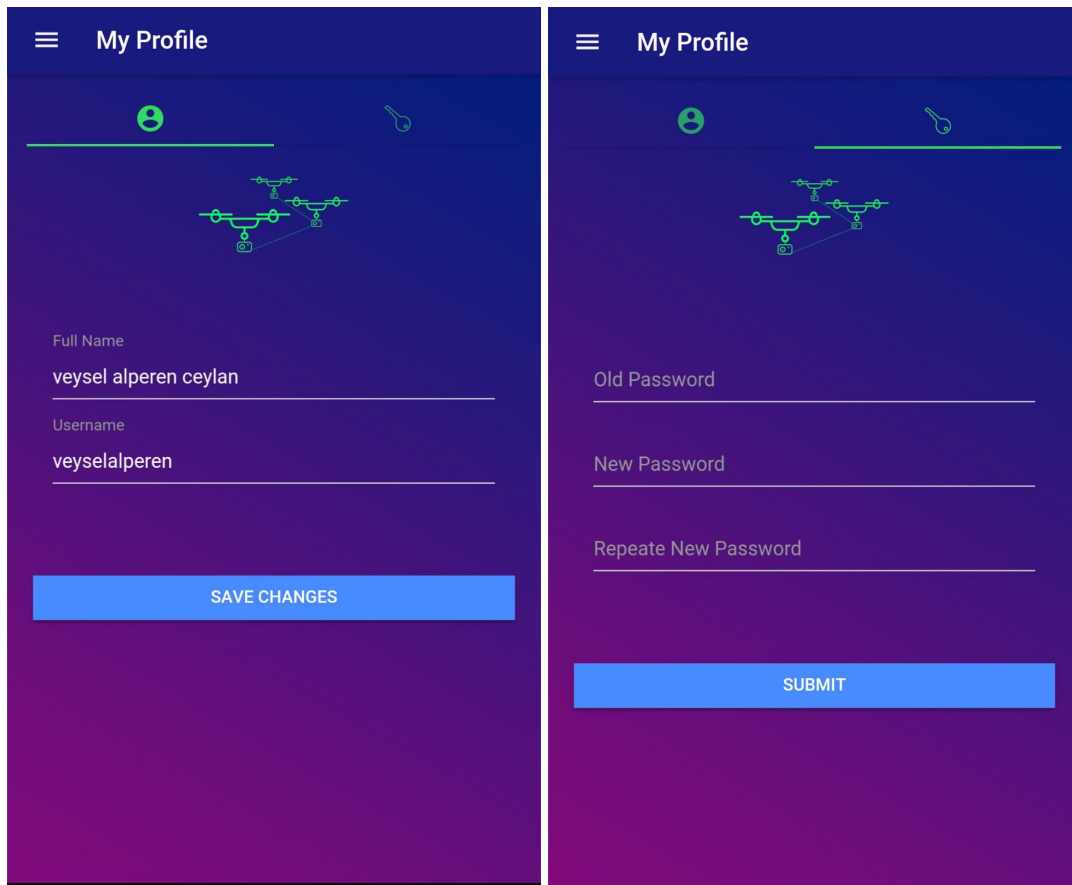 My Profile
Full Name
veysel alperen ceylan
Username
veyselalperen
SAVE CHANGES
My Profile
Old Password
New Password
Repeate New Password
SUBMIT